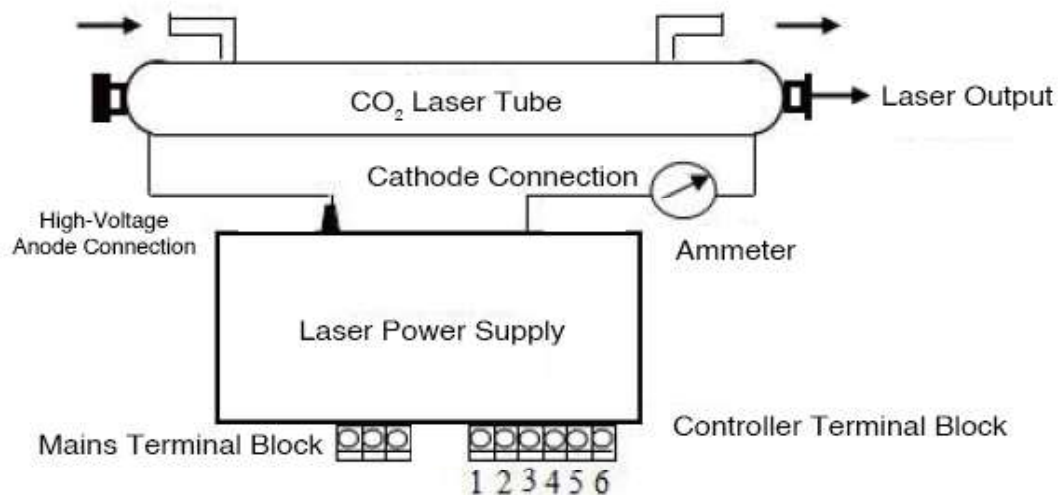 CO₂ Laser Tube
Laser Output
Cathode Connection
High-Voltage
Anode Connection
Ammeter
Laser Power Supply
Mains Terminal Block
Controller Terminal Block
1 2 3 4 5 6